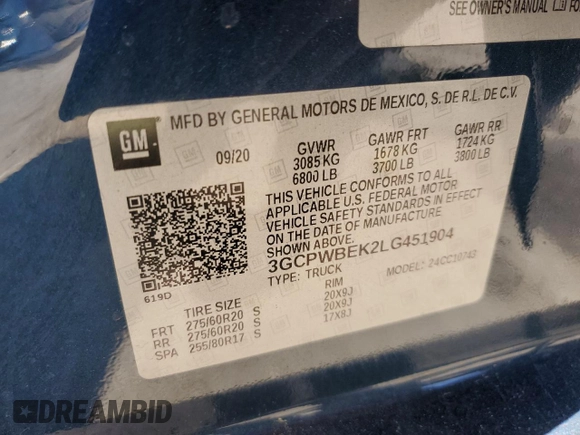 SEE OWNER'S MANUAL
GM
MFD BY GENERAL MOTORS DE MEXICO, S. DE R.L. DE C.V.
09/20 GVWR GAWR FRT GAWR RR
3085 KG 1678 KG 1724 KG
6800 LB 3700 LB 3800 LB
THIS VEHICLE CONFORMS TO ALL
APPLICABLE U.S. FEDERAL MOTOR
VEHICLE SAFETY STANDARDS IN EFFECT
ON THE DATE OF MANUFACTURE
3GCPWBEK2LG451904
619D TYPE: TRUCK MODEL:
TIRE SIZE RIM
FRT 275/60R20 S 20X9J
RR 275/60R20 S 20X9J
SPA 255/80R17 S 17X8J
DREAMBID